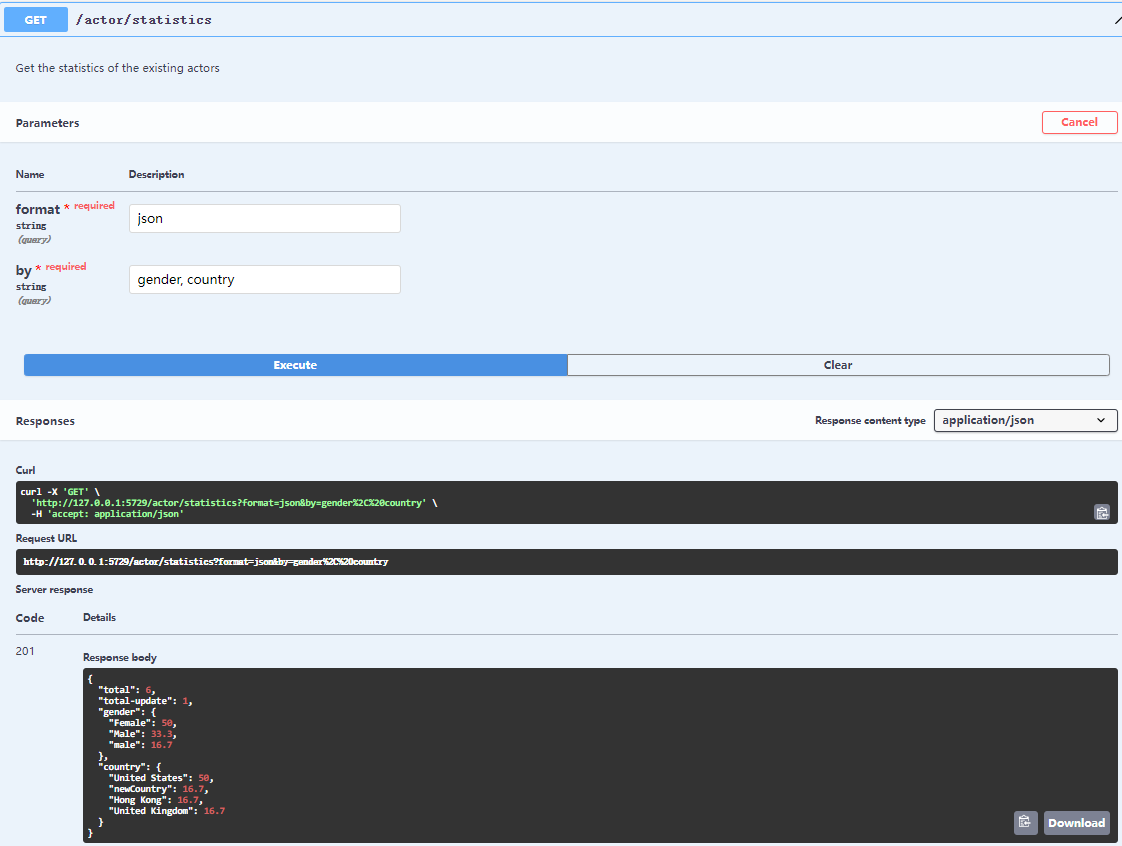 GET /actor/statistics
Get the statistics of the existing actors
Parameters
Cancel
Name Description
format * required
string
(query)
json
by * required
string
(query)
gender, country
Execute Clear
Responses
Response content type application/json
Curl
curl -X 'GET' \
'http://127.0.0.1:5729/actor/statistics?format=json&by=gender%2C%20country' \
-H 'accept: application/json'
Request URL
http://127.0.0.1:5729/actor/statistics?format=json&by=gender%2C%20country
Server response
Code Details
201
Response body
{
"total": 6,
"total-update": 1,
"gender": {
"Female": 50,
"Male": 33.3,
"male": 16.7
},
"country": {
"United States": 50,
"newCountry": 16.7,
"Hong Kong": 16.7,
"United Kingdom": 16.7
}
}
Download